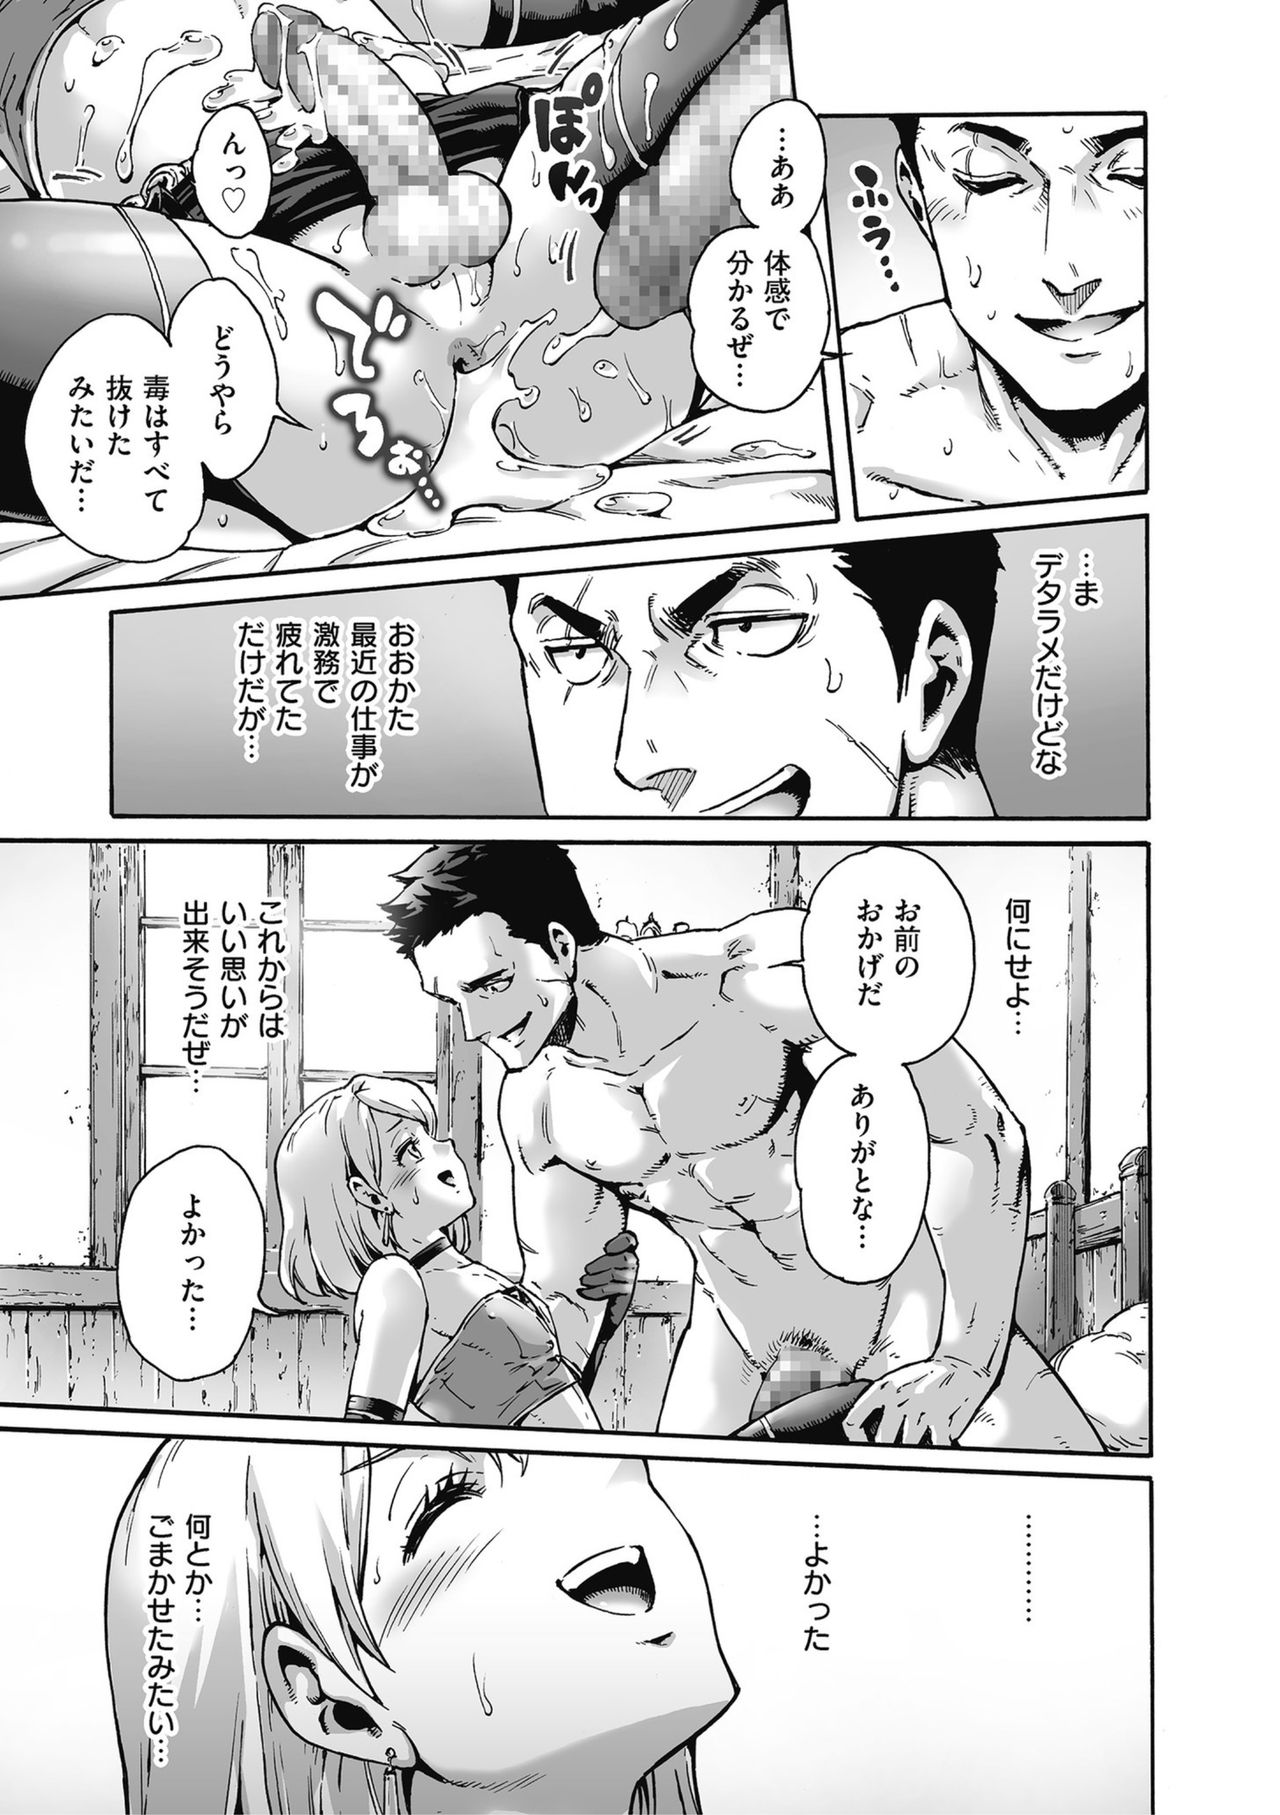 ふぅ…
…ああ
体感で
分かるぜ…
ぽんっ
んっ♡
でろぉ…
どうやら
毒はすべて
抜けた
みたいだ…
…ま
デタラメだけどな
おおかた
最近の仕事が
激務で
疲れてた
だけだが…
何にせよ…
お前の
おかげだ
ありがとな…
これからは
いい思いが
出来そうだぜ…
よかった…
…………
…よかった
何とか…
ごまかせたみたい…